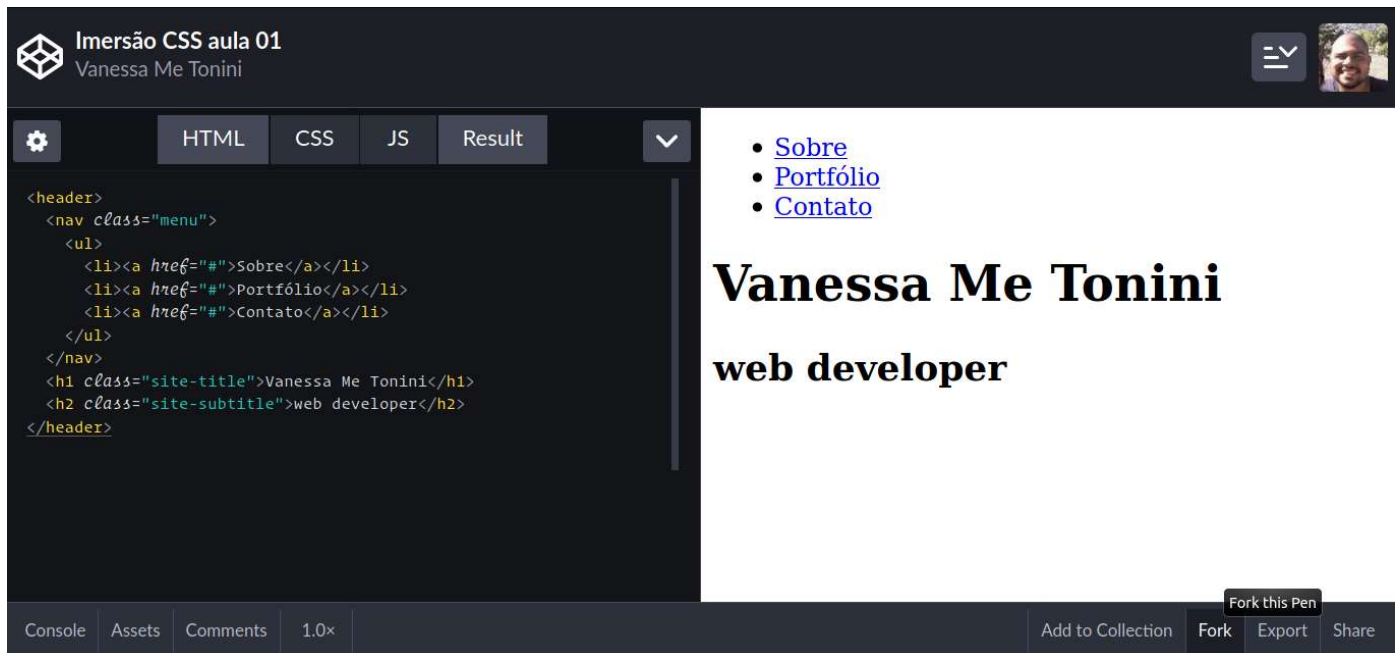 Imersão CSS aula 01
Vanessa Me Tonini
HTML CSS JS Result
<header>
<nav class="menu">
<ul>
<li><a href="#">Sobre</a></li>
<li><a href="#">Portfólio</a></li>
<li><a href="#">Contato</a></li>
</ul>
</nav>
<h1 class="site-title">Vanessa Me Tonini</h1>
<h2 class="site-subtitle">web developer</h2>
</header>
Sobre
Portfólio
Contato
Vanessa Me Tonini
web developer
Fork this Pen
Console Assets Comments 1.0× Add to Collection Fork Export Share